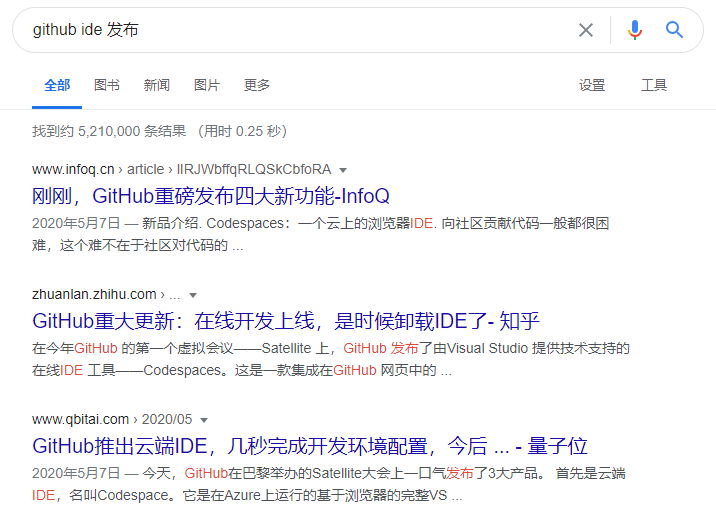 github ide 发布
全部 图书 新闻 图片 更多 设置 工具
找到约 5,210,000 条结果 （用时 0.25 秒）
www.infoq.cn › article › lIRJWbffqRLQSkCbfoRA
刚刚，GitHub重磅发布四大新功能-InfoQ
2020年5月7日 — 新品介绍. Codespaces：一个云上的浏览器IDE. 向社区贡献代码一般都很困
难，这个难不在于社区对代码的 ...
zhuanlan.zhihu.com › ...
GitHub重大更新：在线开发上线，是时候卸载IDE了- 知乎
在今年GitHub 的第一个虚拟会议——Satellite 上，GitHub 发布了由Visual Studio 提供技术支持的
在线IDE 工具——Codespaces。这是一款集成在GitHub 网页中的 ...
www.qbitai.com › 2020/05
GitHub推出云端IDE，几秒完成开发环境配置，今后 ... - 量子位
2020年5月7日 — 今天，GitHub在巴黎举办的Satellite大会上一口气发布了3大产品。 首先是云端
IDE，名叫Codespace。它是在Azure上运行的基于浏览器的完整VS ...